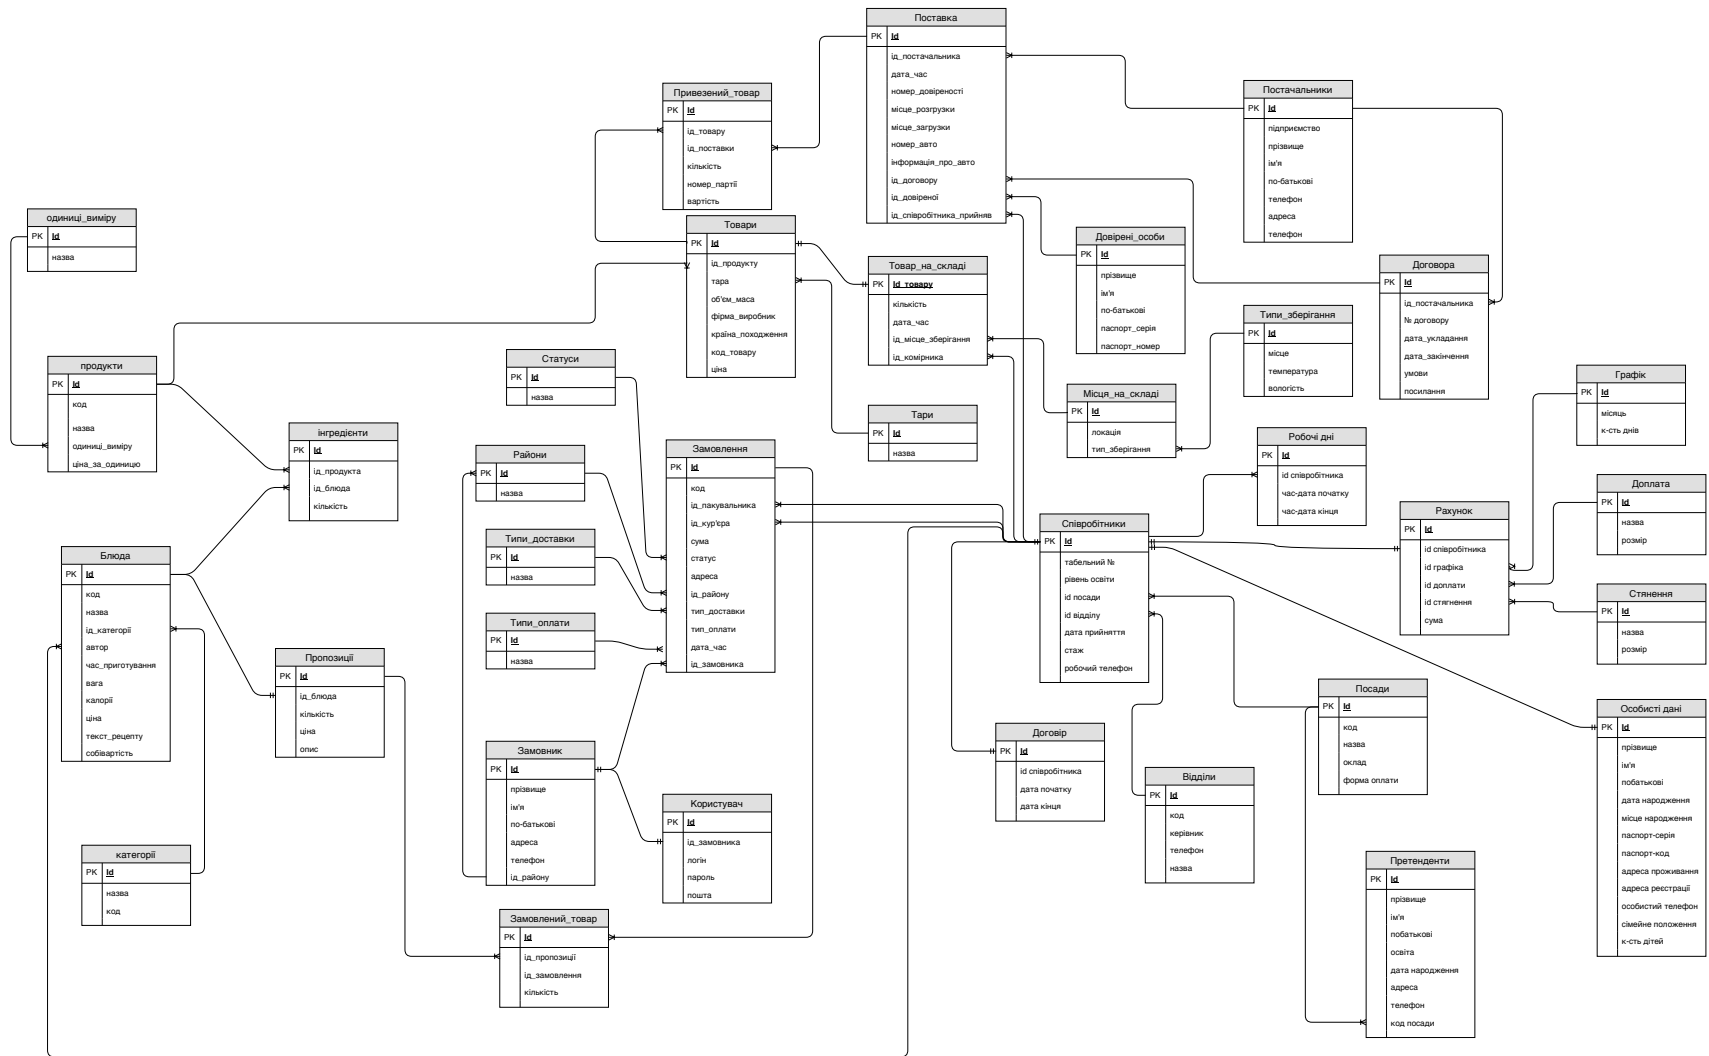 Поставка
PK Id
ід_постачальника
дата_час
номер_довіреності
місце_розгрузки
місце_загрузки
номер_авто
інформація_про_авто
ід_договору
ід_довіреної
ід_співробітника_прийняв
Привезений_товар
PK Id
ід_товару
ід_поставки
кількість
номер_партії
вартість
Постачальники
PK Id
підприємство
прізвище
ім'я
по-батькові
телефон
адреса
телефон
одиниці_виміру
PK Id
назва
Товари
PK Id
ід_продукту
тара
об'єм_маса
фірма_виробник
країна_походження
код_товару
ціна
Товар_на_складі
PK Id_товару
кількість
дата_час
ід_місце_зберігання
ід_комірника
Довірені_особи
PK Id
прізвище
ім'я
по-батькові
паспорт_серія
паспорт_номер
Договора
PK Id
ід_постачальника
№ договору
дата_укладання
дата_закінчення
умови
посилання
Типи_зберігання
PK Id
місце
температура
вологість
продукти
PK Id
код
назва
одиниці_виміру
ціна_за_одиницю
Статуси
PK Id
назва
Графік
PK Id
місяць
к-сть днів
Місця_на_складі
PK Id
локація
тип_зберігання
Тари
PK Id
назва
інгредієнти
PK Id
ід_продукта
ід_блюда
кількість
Райони
PK Id
назва
Замовлення
PK Id
код
ід_пакувальника
ід_кур'єра
сума
статус
адреса
ід_району
тип_доставки
тип_оплати
дата_час
ід_замовника
Робочі дні
PK Id
id співробітника
час-дата початку
час-дата кінця
Доплата
PK Id
назва
розмір
Рахунок
PK Id
id співробітника
id графіка
id доплати
id стягнення
сума
Співробітники
PK Id
табельний №
рівень освіти
id посади
id відділу
дата прийняття
стаж
робочий телефон
Типи_доставки
PK Id
назва
Блюда
PK Id
код
назва
ід_категорії
автор
час_приготування
вага
калорії
ціна
текст_рецепту
собівартість
Стянення
PK Id
назва
розмір
Типи_оплати
PK Id
назва
Пропозиції
PK Id
ід_блюда
кількість
ціна
опис
Посади
PK Id
код
назва
оклад
форма оплати
Особисті дані
PK Id
прізвище
ім'я
побатькові
дата народження
місце народження
паспорт-серія
паспорт-код
адреса проживання
адреса реєстрації
особистий телефон
сімейне положення
к-сть дітей
Договір
PK Id
id співробітника
дата початку
дата кінця
Замовник
PK Id
прізвище
ім'я
по-батькові
адреса
телефон
ід_району
Відділи
PK Id
код
керівник
телефон
назва
Користувач
PK Id
ід_замовника
логін
пароль
пошта
категорії
PK Id
назва
код
Претенденти
PK Id
прізвище
ім'я
побатькові
освіта
дата народження
адреса
телефон
код посади
Замовлений_товар
PK Id
ід_пропозиції
ід_замовлення
кількість